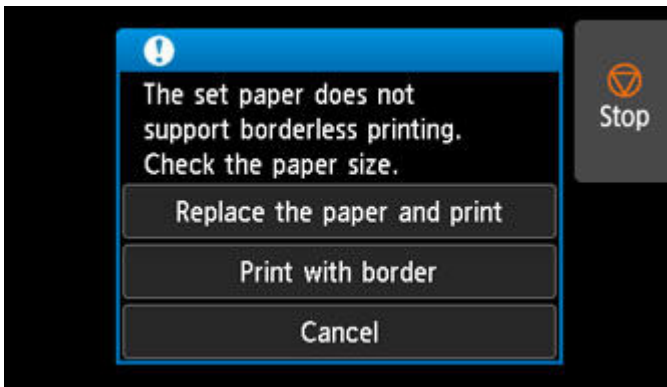 The set paper does not
support borderless printing.
Check the paper size.
Replace the paper and print
Print with border
Cancel
Stop